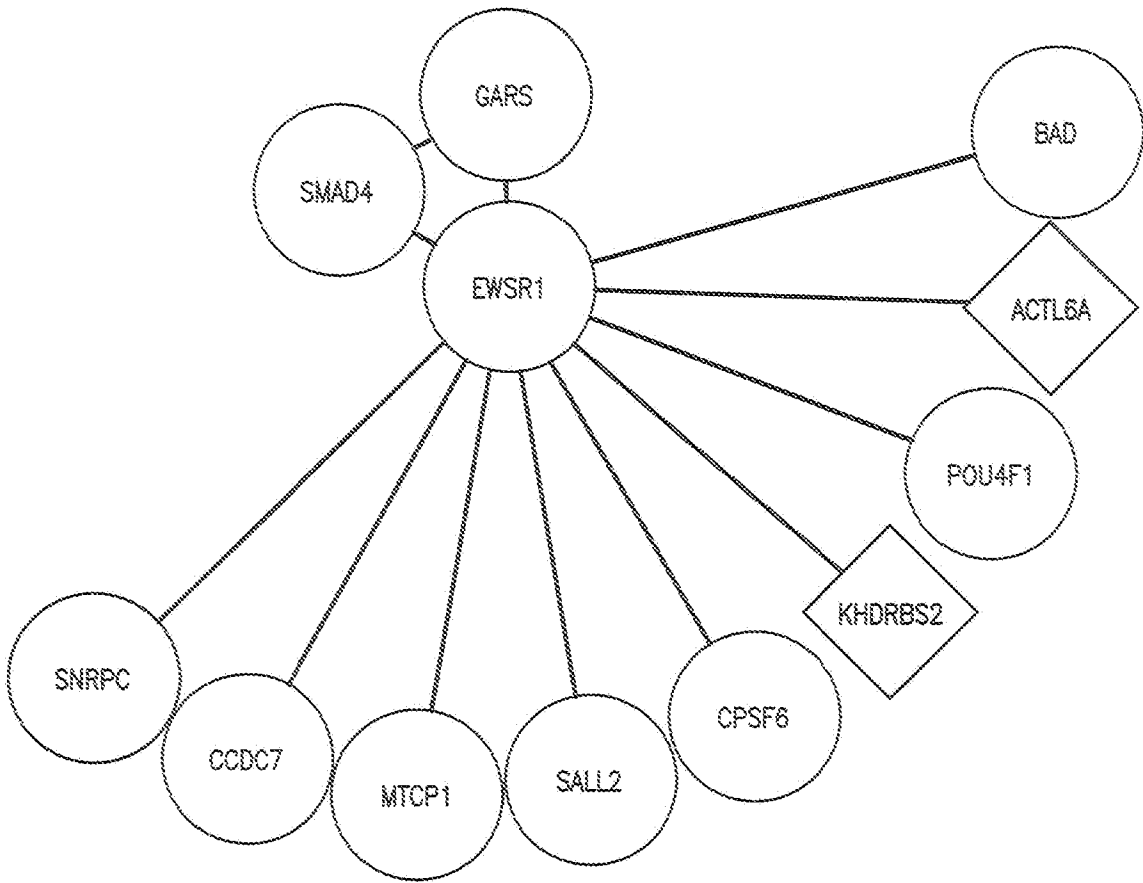 GARS
BAD
SMAD4
EWSR1
ACTL6A
POU4F1
KHDRBS2
SNRPC
CPSF6
CCDC7
SALL2
MTCP1